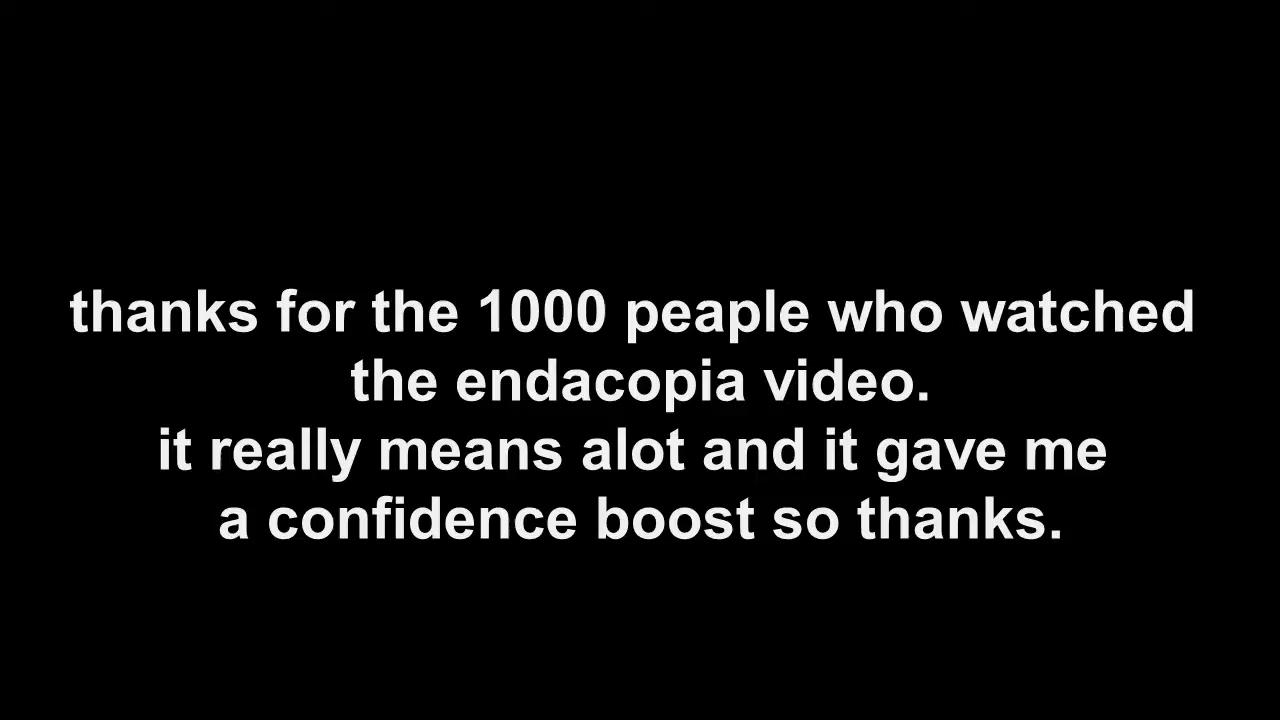 thanks for the 1000 peaple who watched
the endacopia video.
it really means alot and it gave me
a confidence boost so thanks.